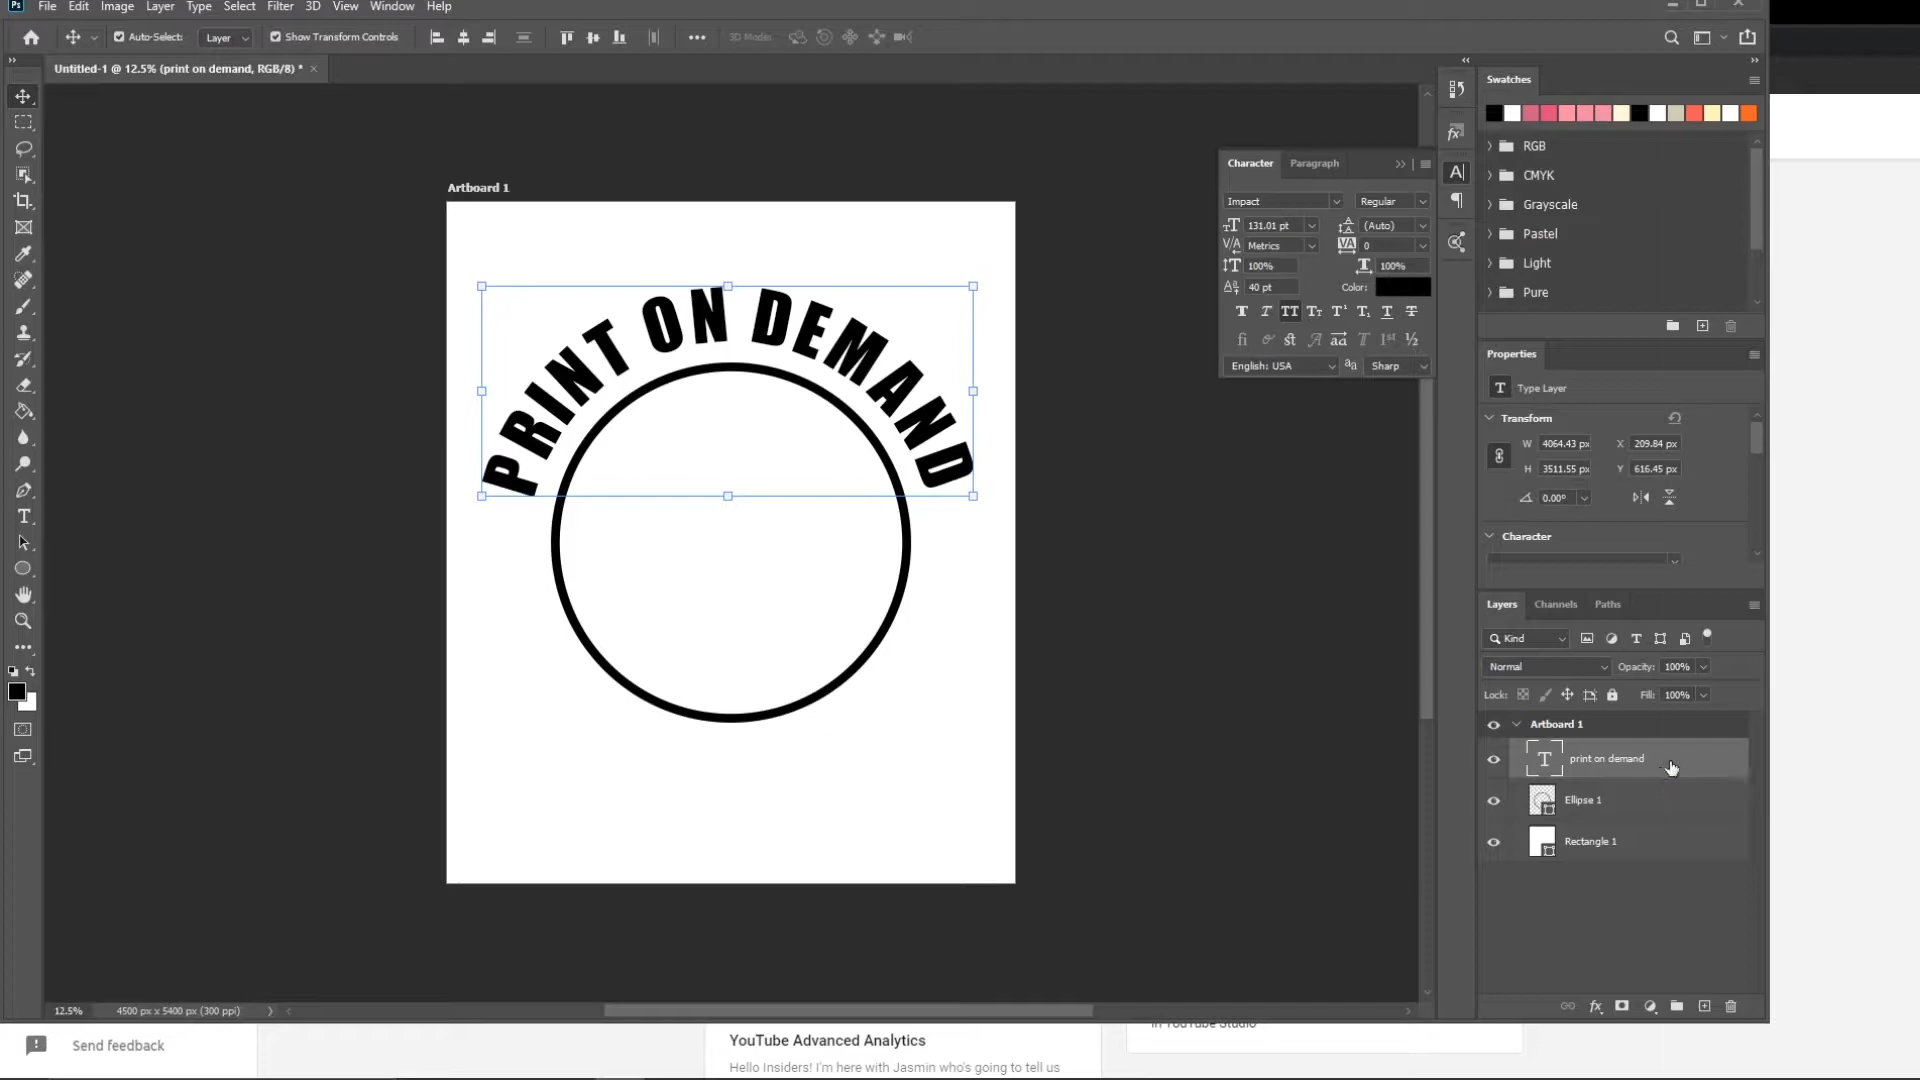 Ps File Edit Image Layer Type Select Filter 3D View Window Help
Auto-Select: Layer Show Transform Controls 3D Mode:
Untitled-1 @ 12.5% (print on demand, RGB/8) * ×
Artboard 1
PRINT ON DEMAND
Character Paragraph
Impact Regular
131.01 pt (Auto)
Metrics 0
100% 100%
40 pt Color:
English: USA Sharp
Swatches
RGB
CMYK
Grayscale
Pastel
Light
Pure
Properties
Type Layer
Transform
W 4064.43 px X 209.84 px
H 3511.55 px Y 616.45 px
0.00°
Character
Layers Channels Paths
Kind
Normal Opacity: 100%
Lock: Fill: 100%
Artboard 1
print on demand
Ellipse 1
Rectangle 1
12.5% 4500 px x 5400 px (300 ppi)
Send feedback
YouTube Advanced Analytics
Hello Insiders! I'm here with Jasmin who's going to tell us
in YouTube Studio